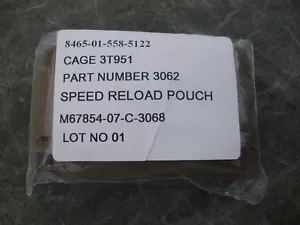 8465-01-558-5122
CAGE 3T951
PART NUMBER 3062
SPEED RELOAD POUCH
M67854-07-C-3068
LOT NO 01